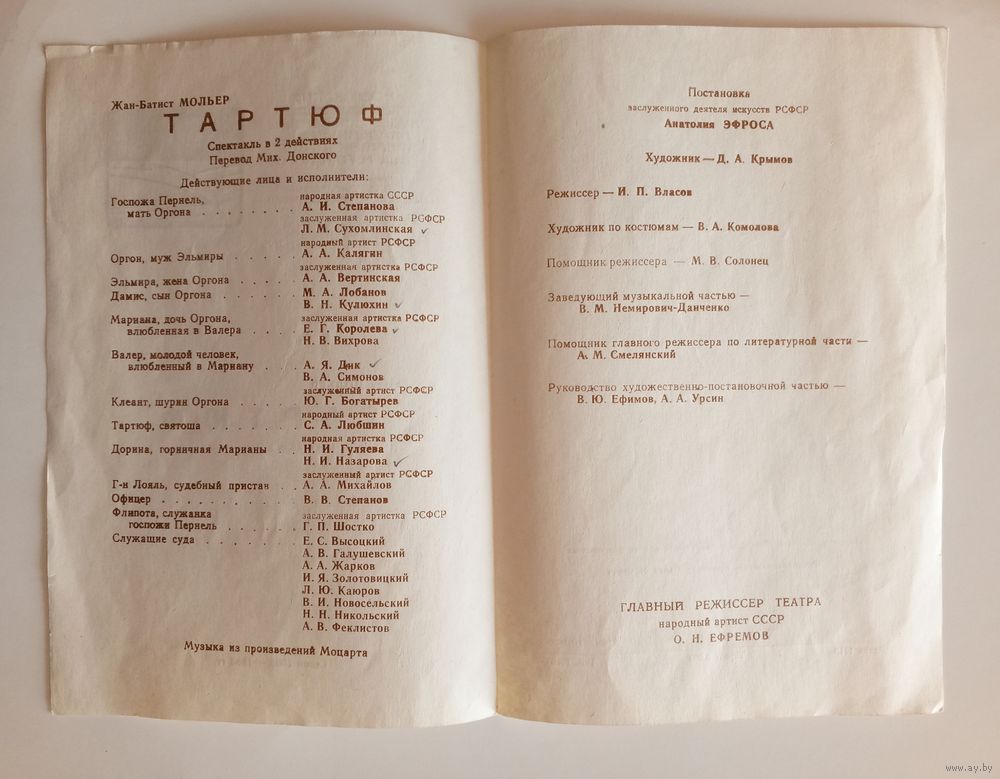 Жан-Батист МОЛЬЕР
ТАРТЮФ
Спектакль в 2 действиях
Перевод Мих. Донского
Действующие лица и исполнители:
Госпожа Пернель,
мать Оргона . . . . . . . .
народная артистка СССР
А. И. Степанова
заслуженная артистка РСФСР
Л. М. Сухомлинская
народный артист РСФСР
Оргон, муж Эльмиры . . . . . А. А. Калягин
заслуженная артистка РСФСР
Эльмира, жена Оргона . . . . А. А. Вертинская
Дамис, сын Оргона . . . . . М. А. Лобанов
В. Н. Кулюхин
Мариана, дочь Оргона,
влюбленная в Валера . . . .
заслуженная артистка РСФСР
Е. Г. Королева
Н. В. Вихрова
Валер, молодой человек,
влюбленный в Мариану . . . А. Я. Дик
В. А. Симонов
заслуженный артист РСФСР
Клеант, шурин Оргона . . . . . Ю. Г. Богатырев
народный артист РСФСР
Тартюф, святоша . . . . . . . С. А. Любшин
народная артистка РСФСР
Дорина, горничная Марианы . . Н. И. Гуляева
Н. И. Назарова
заслуженный артист РСФСР
Г-н Лояль, судебный пристав . . А. А. Михайлов
Офицер . . . . . . . . . . . В. В. Степанов
Флипота, служанка
госпожи Пернель . . . . . .
заслуженная артистка РСФСР
Г. П. Шостко
Служащие суда . . . . . . . Е. С. Высоцкий
А. В. Галушевский
А. А. Жарков
И. Я. Золотовицкий
Л. Ю. Каюров
В. И. Новосельский
Н. Н. Никольский
А. В. Феклистов
Музыка из произведений Моцарта
Постановка
заслуженного деятеля искусств РСФСР
Анатолия ЭФРОСА
Художник — Д. А. Крымов
Режиссер — И. П. Власов
Художник по костюмам — В. А. Комолова
Помощник режиссера — М. В. Солонец
Заведующий музыкальной частью —
В. М. Немирович-Данченко
Помощник главного режиссера по литературной части —
А. М. Смелянский
Руководство художественно-постановочной частью —
В. Ю. Ефимов, А. А. Урсин
ГЛАВНЫЙ РЕЖИССЕР ТЕАТРА
народный артист СССР
О. Н. ЕФРЕМОВ
www.ay.by